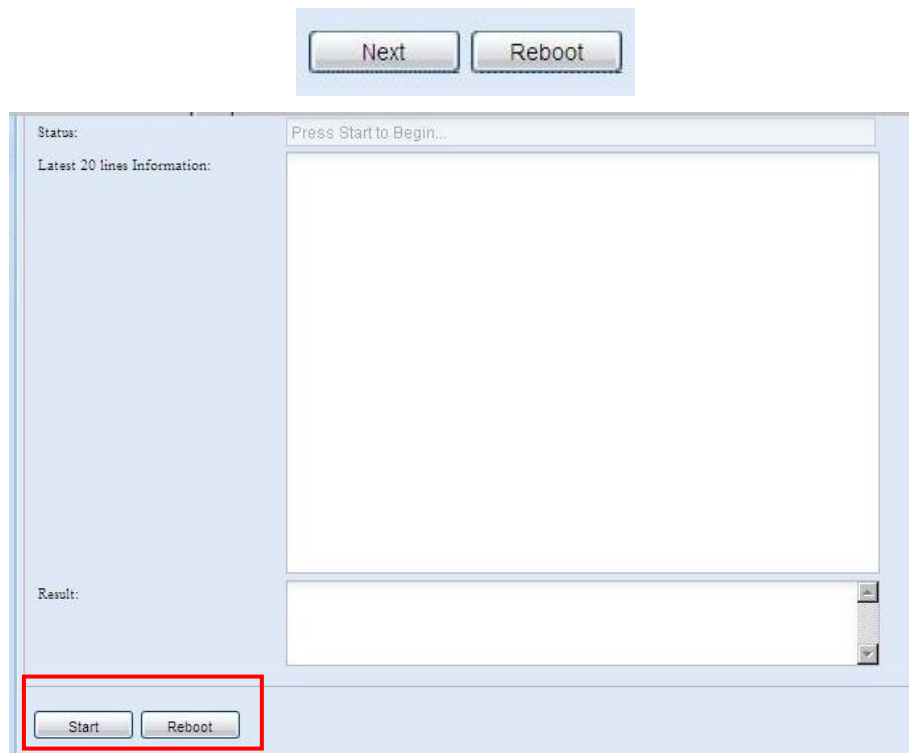 Next Reboot
Status: Press Start to Begin...
Latest 20 lines Information:
Result:
Start Reboot